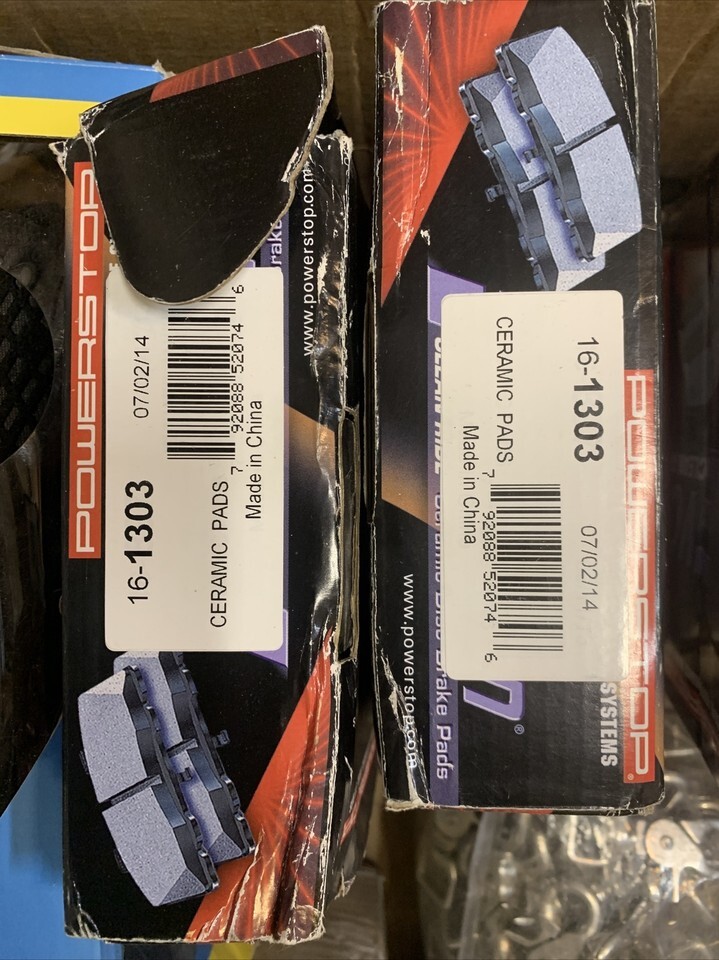 POWERSTOP
16-1303
07/02/14
CERAMIC PADS
7 92088 52074 6
Made in China
www.powerstop.com
16-1303
07/02/14
CERAMIC PADS
7 92088 52074 6
Made in China
POWERSTOP®
SYSTEMS
®
Ceramic Disc Brake Pads
www.powerstop.com